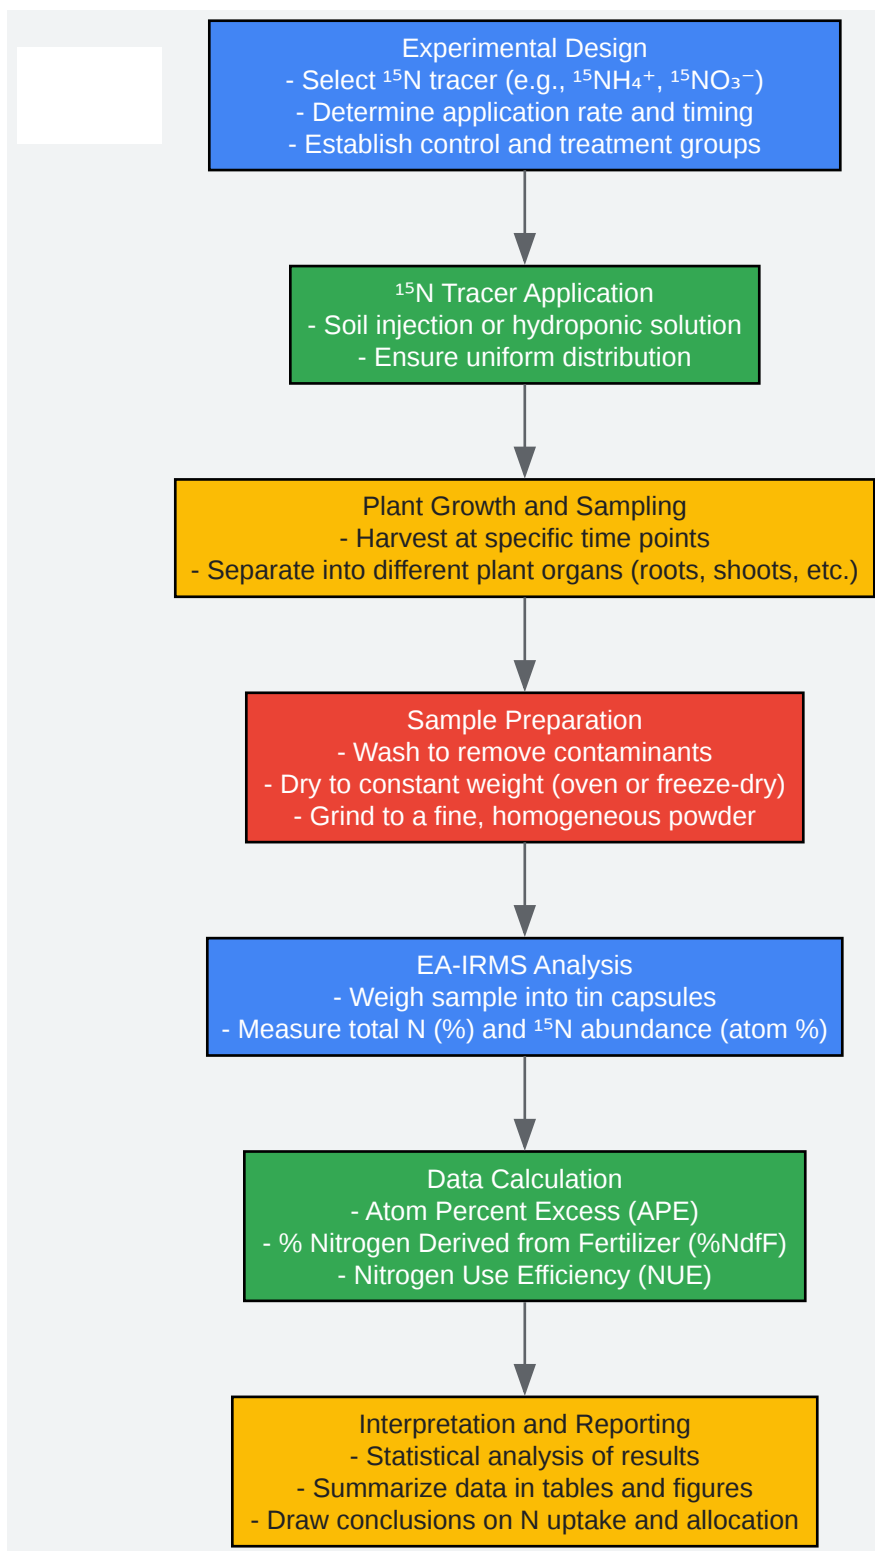 Experimental Design
- Select ¹⁵N tracer (e.g., ¹⁵NH₄⁺, ¹⁵NO₃⁻)
- Determine application rate and timing
- Establish control and treatment groups
¹⁵N Tracer Application
- Soil injection or hydroponic solution
- Ensure uniform distribution
Plant Growth and Sampling
- Harvest at specific time points
- Separate into different plant organs (roots, shoots, etc.)
Sample Preparation
- Wash to remove contaminants
- Dry to constant weight (oven or freeze-dry)
- Grind to a fine, homogeneous powder
EA-IRMS Analysis
- Weigh sample into tin capsules
- Measure total N (%) and ¹⁵N abundance (atom %)
Data Calculation
- Atom Percent Excess (APE)
- % Nitrogen Derived from Fertilizer (%NdfF)
- Nitrogen Use Efficiency (NUE)
Interpretation and Reporting
- Statistical analysis of results
- Summarize data in tables and figures
- Draw conclusions on N uptake and allocation